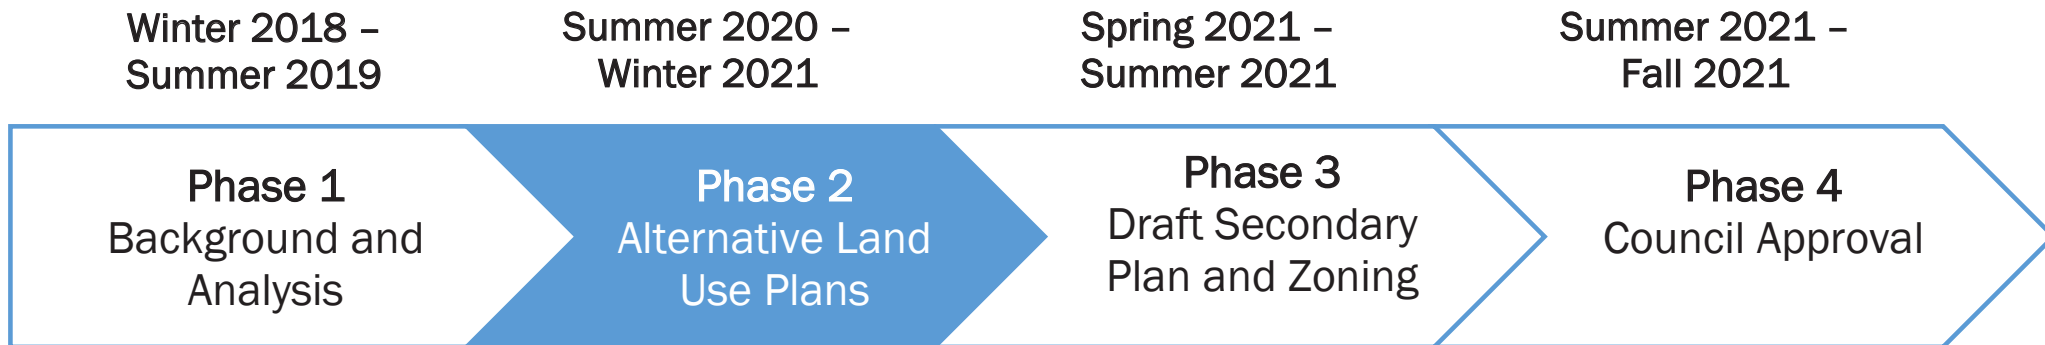 Winter 2018 –
Summer 2019
Summer 2020 –
Winter 2021
Spring 2021 –
Summer 2021
Summer 2021 –
Fall 2021
Phase 1
Background and
Analysis
Phase 2
Alternative Land
Use Plans
Phase 3
Draft Secondary
Plan and Zoning
Phase 4
Council Approval